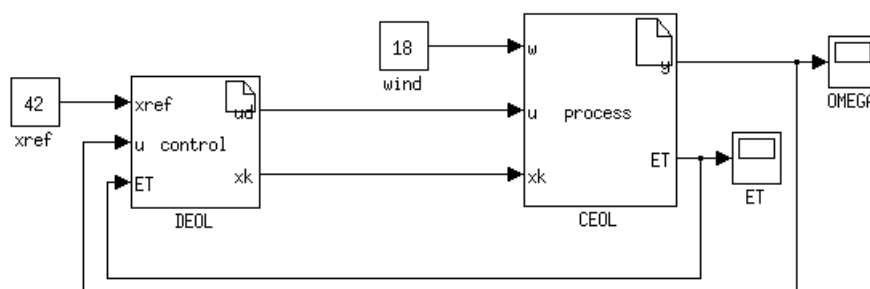 18
wind
42
xref
xref
u
ET
control
ud
xk
DEOL
w
u
xk
process
y
ET
CEOL
OMEGA
ET